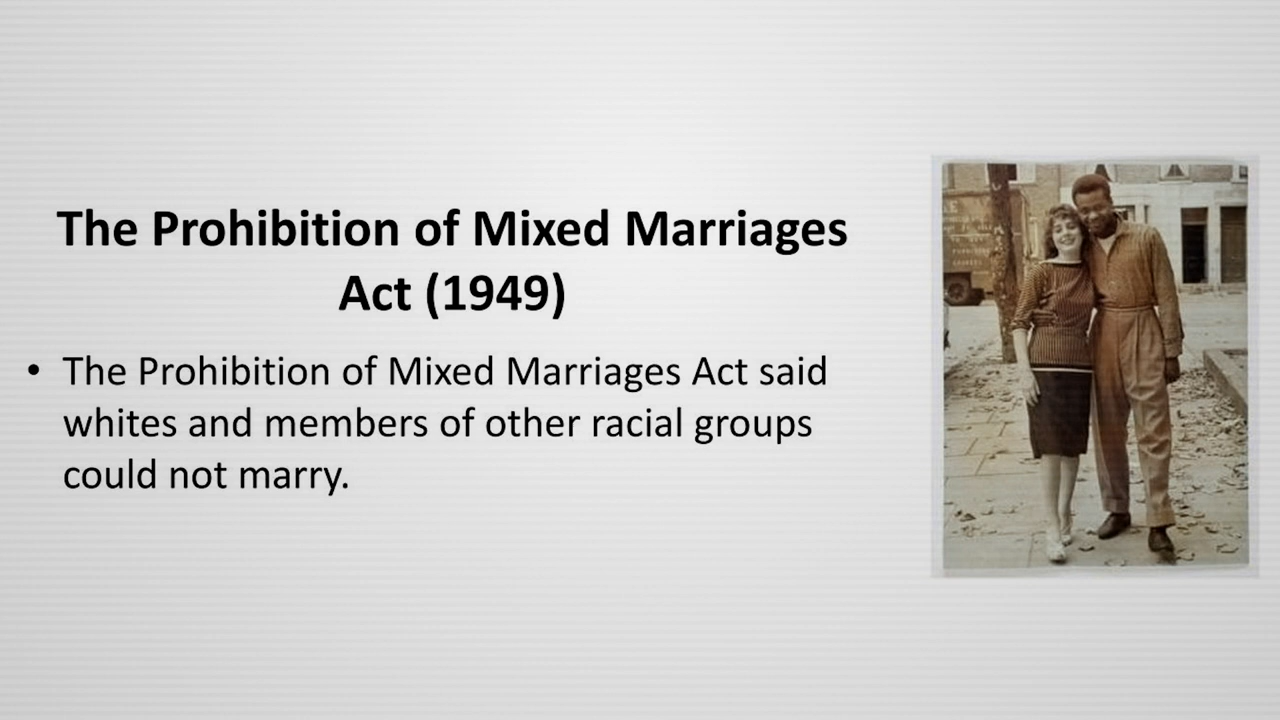 The Prohibition of Mixed Marriages
Act (1949)
• The Prohibition of Mixed Marriages Act said
whites and members of other racial groups
could not marry.